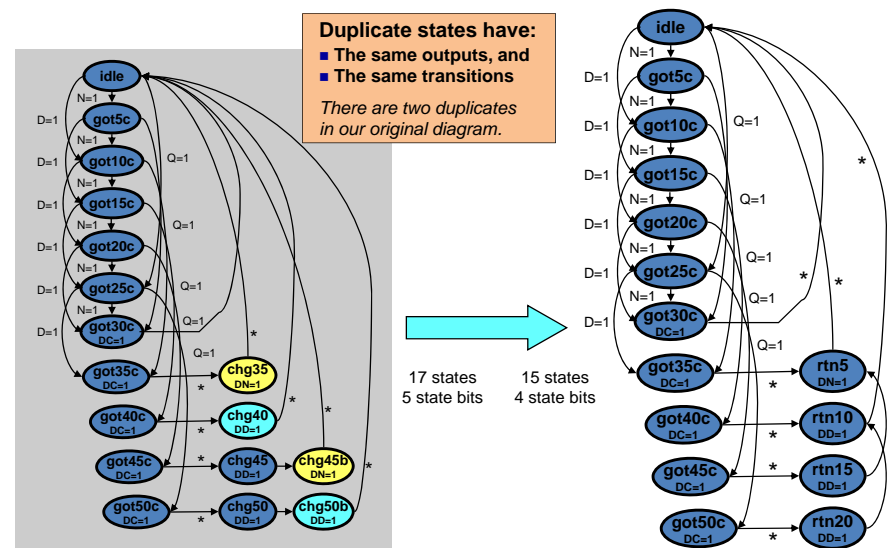 Duplicate states have:
The same outputs, and
The same transitions
There are two duplicates
in our original diagram.
idle
N=1
D=1
got5c
N=1
D=1
got10c
Q=1
N=1
D=1
got15c
Q=1
N=1
D=1
got20c
N=1
D=1
got25c
N=1
Q=1
D=1
got30c
DC=1
*
Q=1
got35c
DC=1
*
chg35
DN=1
*
got40c
DC=1
*
chg40
DD=1
*
got45c
DC=1
*
chg45
DD=1
chg45b
DN=1
*
got50c
DC=1
*
chg50
DD=1
chg50b
DD=1
17 states
5 state bits
15 states
4 state bits
idle
N=1
D=1
got5c
N=1
D=1
got10c
Q=1
N=1
*
D=1
got15c
N=1
Q=1
D=1
got20c
N=1
Q=1
D=1
got25c
*
*
N=1
D=1
got30c
DC=1
Q=1
got35c
DC=1
*
rtn5
DN=1
got40c
DC=1
*
rtn10
DD=1
got45c
DC=1
*
rtn15
DD=1
got50c
DC=1
*
rtn20
DD=1